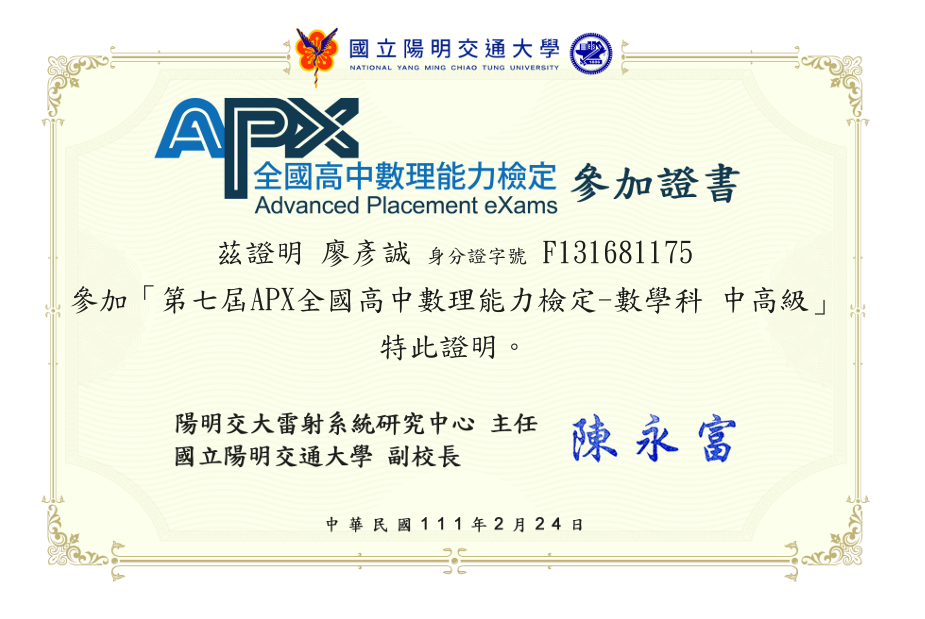 國立陽明交通大學
NATIONAL YANG MING CHIAO TUNG UNIVERSITY
APX
全國高中數理能力檢定 參加證書
Advanced Placement eXams
茲證明 廖彥誠 身分證字號 F131681175
參加「第七屆APX全國高中數理能力檢定-數學科 中高級」
特此證明。
陽明交大雷射系統研究中心 主任
國立陽明交通大學 副校長
陳永富
中華民國111年2月24日